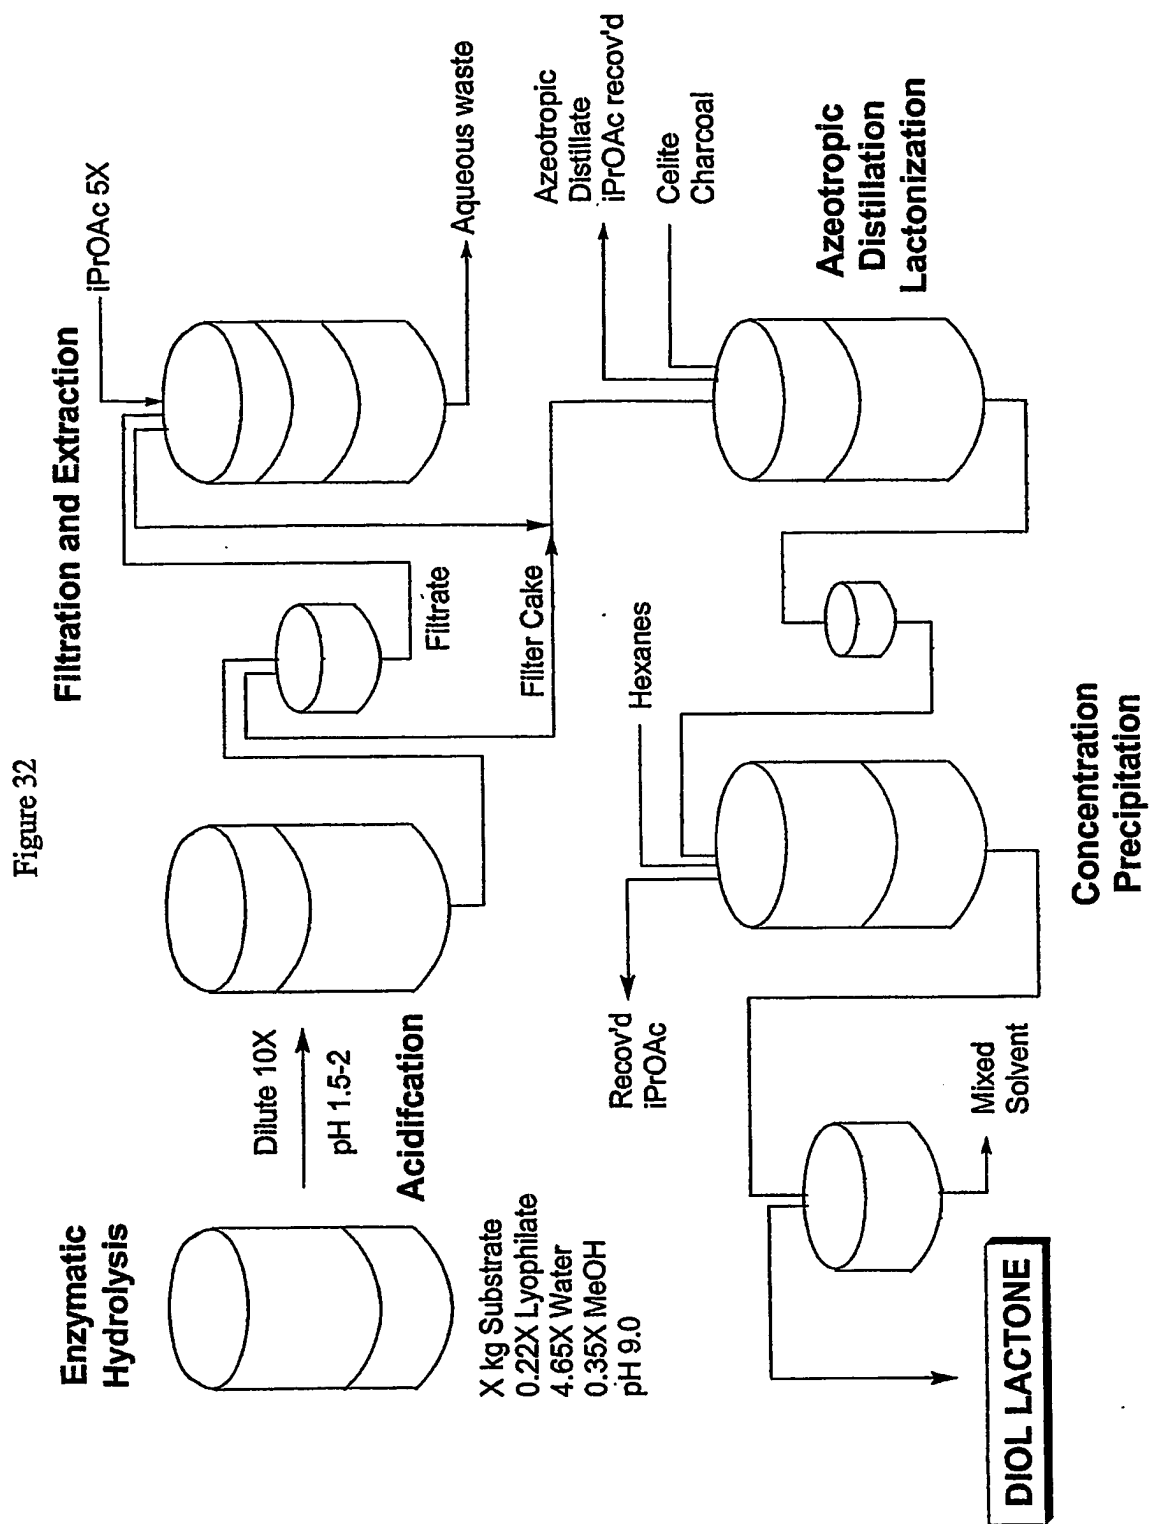 Figure 32
Enzymatic
Hydrolysis
X kg Substrate
0.22X Lyophilate
4.65X Water
0.35X MeOH
pH 9.0
Dilute 10X
pH 1.5-2
Acidifcation
Filtration and Extraction
iPrOAc 5X
Filtrate
Filter Cake
Aqueous waste
Azeotropic
Distillate
iPrOAc recov'd
Celite
Charcoal
Azeotropic
Distillation
Lactonization
Hexanes
Recov'd
iPrOAc
Concentration
Precipitation
Mixed
Solvent
DIOL LACTONE